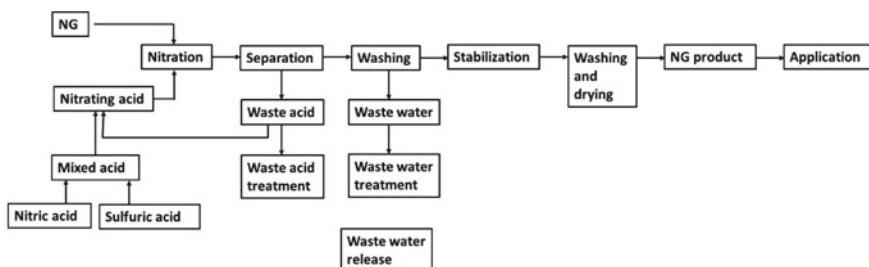 NG
Nitration
Separation
Washing
Stabilization
Washing
and
drying
NG product
Application
Nitrating acid
Waste acid
Waste water
Mixed acid
Waste acid
treatment
Waste water
treatment
Nitric acid
Sulfuric acid
Waste water
release